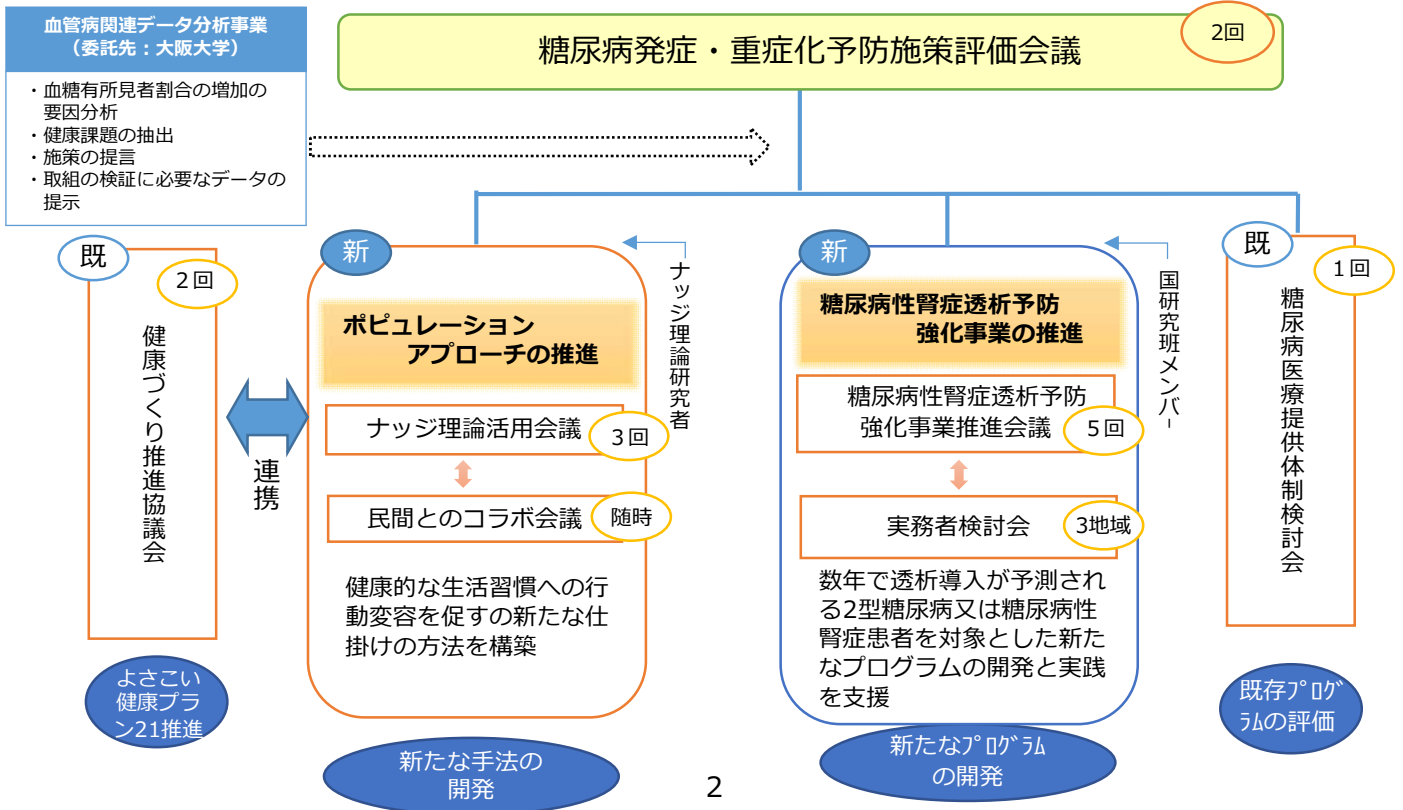 血管病関連データ分析事業
（委託先：大阪大学）
・血糖有所見者割合の増加の
要因分析
・健康課題の抽出
・施策の提言
・取組の検証に必要なデータの
提示
糖尿病発症・重症化予防施策評価会議
2回
既
2回
健康づくり推進協議会
よさこい
健康プラ
ン21推進
連携
新
ナッジ理論研究者
ポピュレーション
アプローチの推進
ナッジ理論活用会議
3回
民間とのコラボ会議
随時
健康的な生活習慣への行
動変容を促すの新たな仕
掛けの方法を構築
新たな手法の
開発
新
国研究班メンバｰ
糖尿病性腎症透析予防
強化事業の推進
糖尿病性腎症透析予防
強化事業推進会議
5回
実務者検討会
3地域
数年で透析導入が予測され
る2型糖尿病又は糖尿病性
腎症患者を対象とした新た
なプログラムの開発と実践
を支援
新たなﾌﾟﾛｸﾞﾗﾑ
の開発
既
1回
糖尿病医療提供体制検討会
既存ﾌﾟﾛｸﾞ
ﾗﾑの評価
2